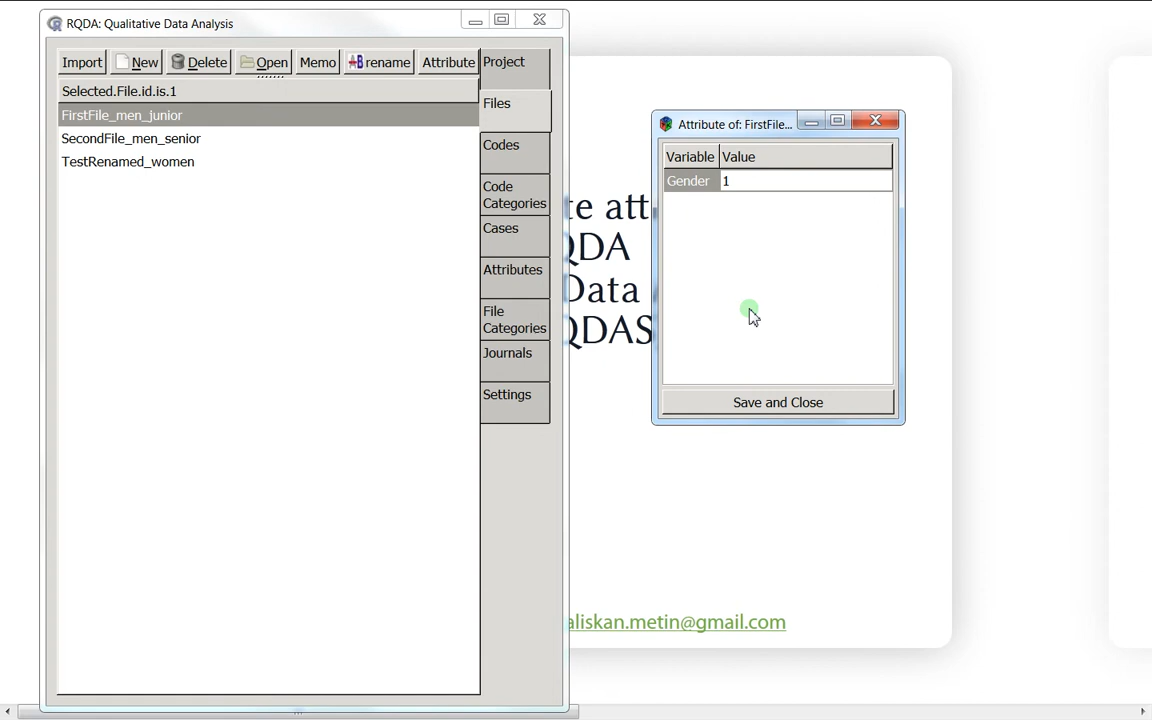 RQDA: Qualitative Data Analysis
Import New Delete Open Memo rename Attribute
Selected.File.id.is.1
FirstFile_men_junior
SecondFile_men_senior
TestRenamed_women
Project
Files
Codes
Code
Categories
Cases
Attributes
File
Categories
Journals
Settings
te att
QDA
Data
QDAS
aliskan.metin@gmail.com
Attribute of: FirstFile...
Variable Value
Gender 1
Save and Close